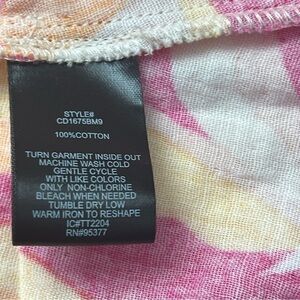 STYLE#
CD1675BM9
100%COTTON
TURN GARMENT INSIDE OUT
MACHINE WASH COLD
GENTLE CYCLE
WITH LIKE COLORS
ONLY NON-CHLORINE
BLEACH WHEN NEEDED
TUMBLE DRY LOW
WARM IRON TO RESHAPE
IC#TT2204
RN#95377